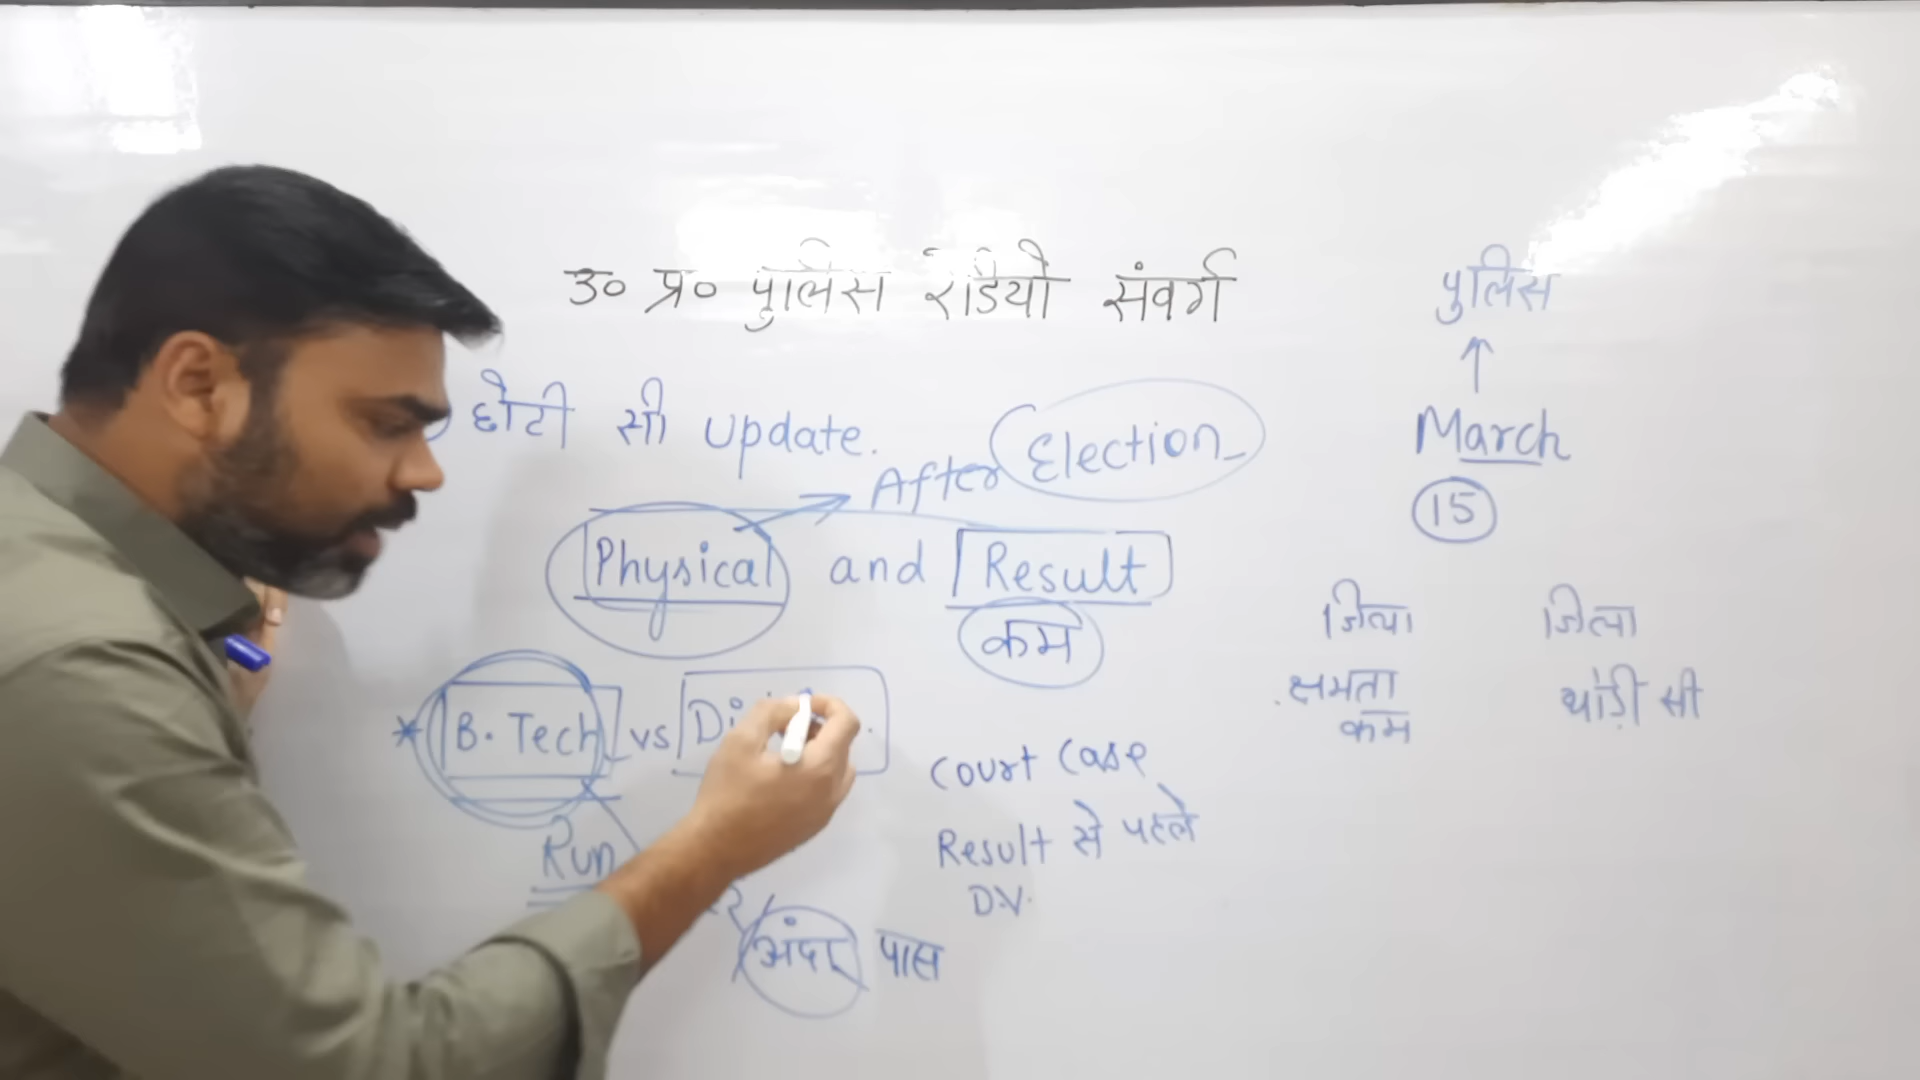 उ० प्र० पुलिस रेडियो संवर्ग
छोटी सी update.
After Election
Physical and Result
कम
* B. Tech vs
Run
अंदर पास
Court Case
Result से पहले
D.V.
पुलिस
↑
March
15
जिला
क्षमता
कम
जिला
थोड़ी सी